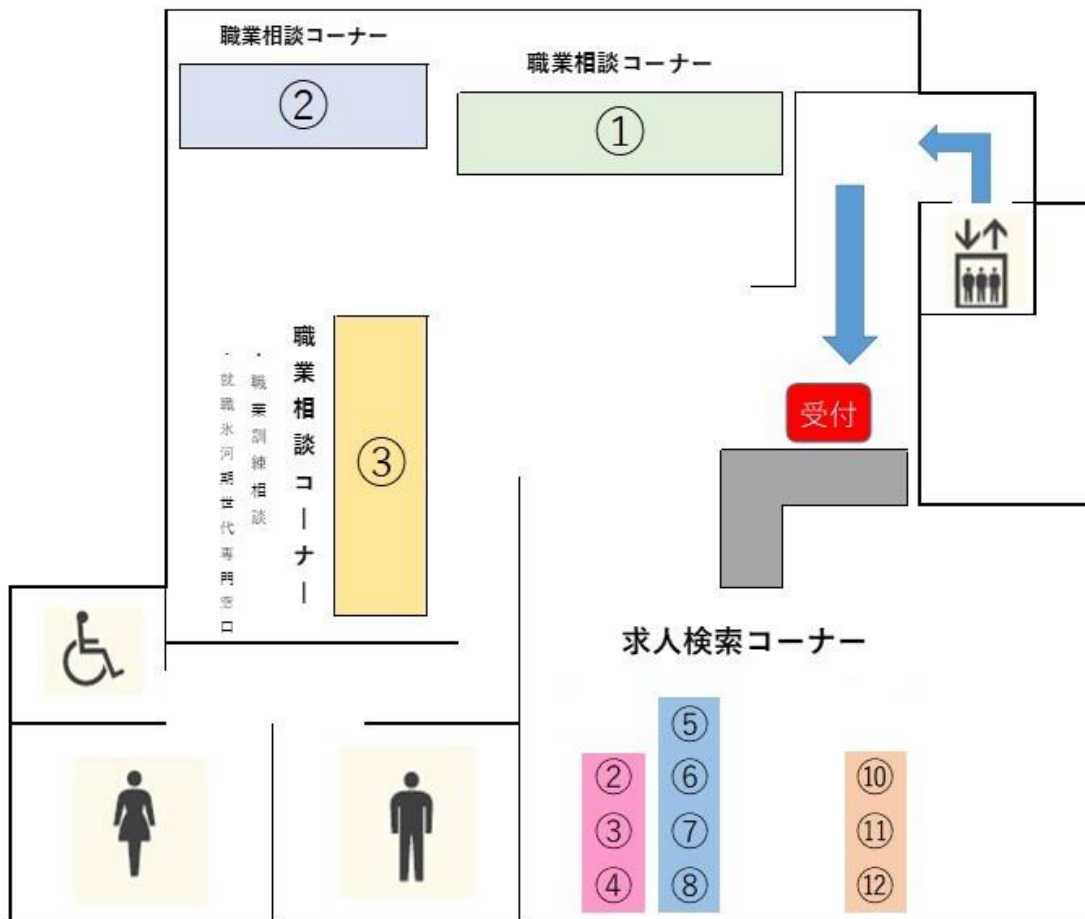 職業相談コーナー
②
職業相談コーナー
①
受付
職業相談コーナー
・職業訓練相談
・就職氷河期世代専門窓口
③
求人検索コーナー
②
③
④
⑤
⑥
⑦
⑧
⑩
⑪
⑫